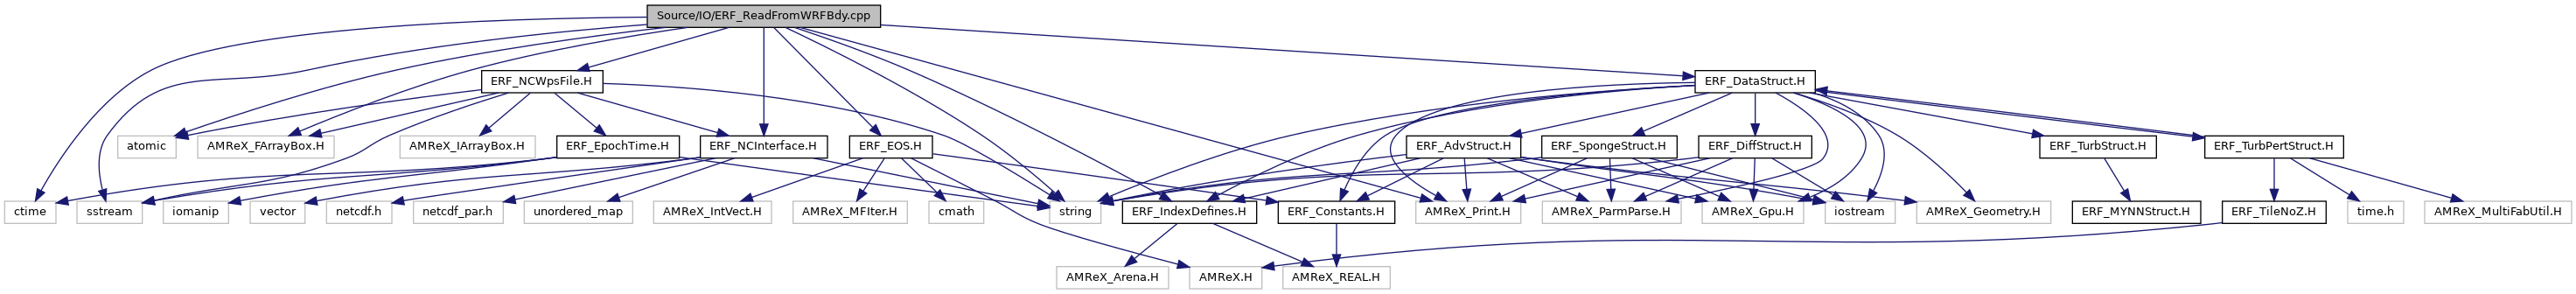 Source/IO/ERF_ReadFromWRFBdy.cpp
ERF_NCWpsFile.H
ERF_DataStruct.H
atomic
AMReX_FArrayBox.H
AMReX_IArrayBox.H
ERF_EpochTime.H
ERF_NCInterface.H
ERF_EOS.H
ERF_AdvStruct.H
ERF_SpongeStruct.H
ERF_DiffStruct.H
ERF_TurbStruct.H
ERF_TurbPertStruct.H
ctime
sstream
iomanip
vector
netcdf.h
netcdf_par.h
unordered_map
AMReX_IntVect.H
AMReX_MFIter.H
cmath
string
ERF_IndexDefines.H
ERF_Constants.H
AMReX_Print.H
AMReX_ParmParse.H
AMReX_Gpu.H
iostream
AMReX_Geometry.H
ERF_MYNNStruct.H
ERF_TileNoZ.H
time.h
AMReX_MultiFabUtil.H
AMReX_Arena.H
AMReX.H
AMReX_REAL.H